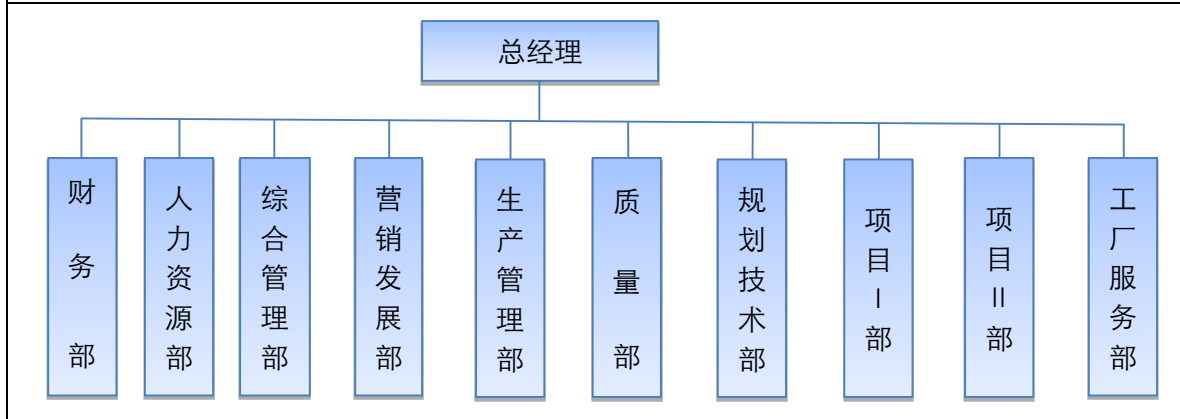 总经理
财务部
人力资源部
综合管理部
营销发展部
生产管理部
质量部
规划技术部
项目Ⅰ部
项目Ⅱ部
工厂服务部